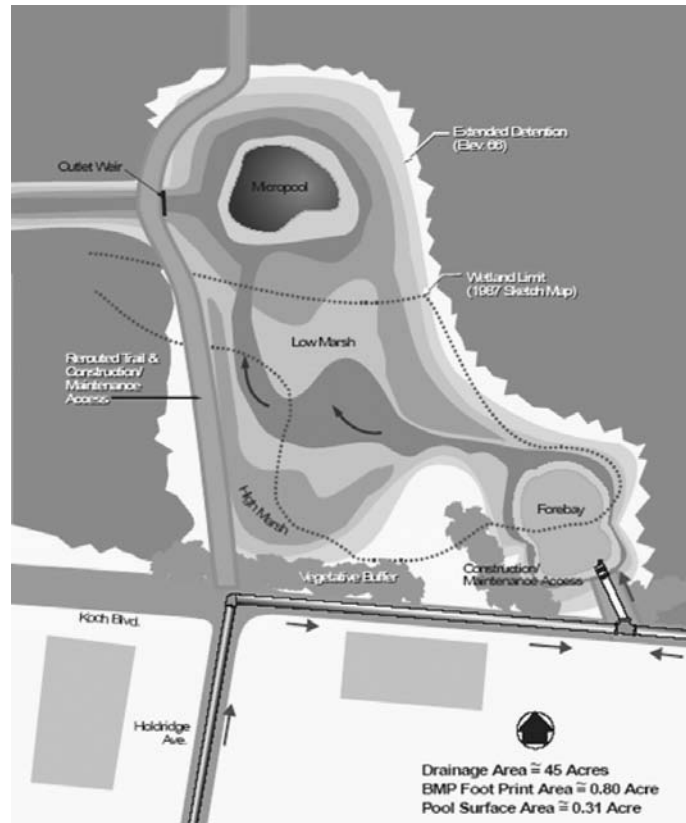 Extended Detention
(Elev. 66)
Outlet Weir
Micropool
Wetland Limit
(1987 Sketch Map)
Low Marsh
Rerouted Trail &
Construction/
Maintenance
Access
High Marsh
Forebay
Construction/
Maintenance Access
Vegetative Buffer
Koch Blvd.
Holdridge
Ave.
Drainage Area ≅ 45 Acres
BMP Foot Print Area ≅ 0.80 Acre
Pool Surface Area ≅ 0.31 Acre